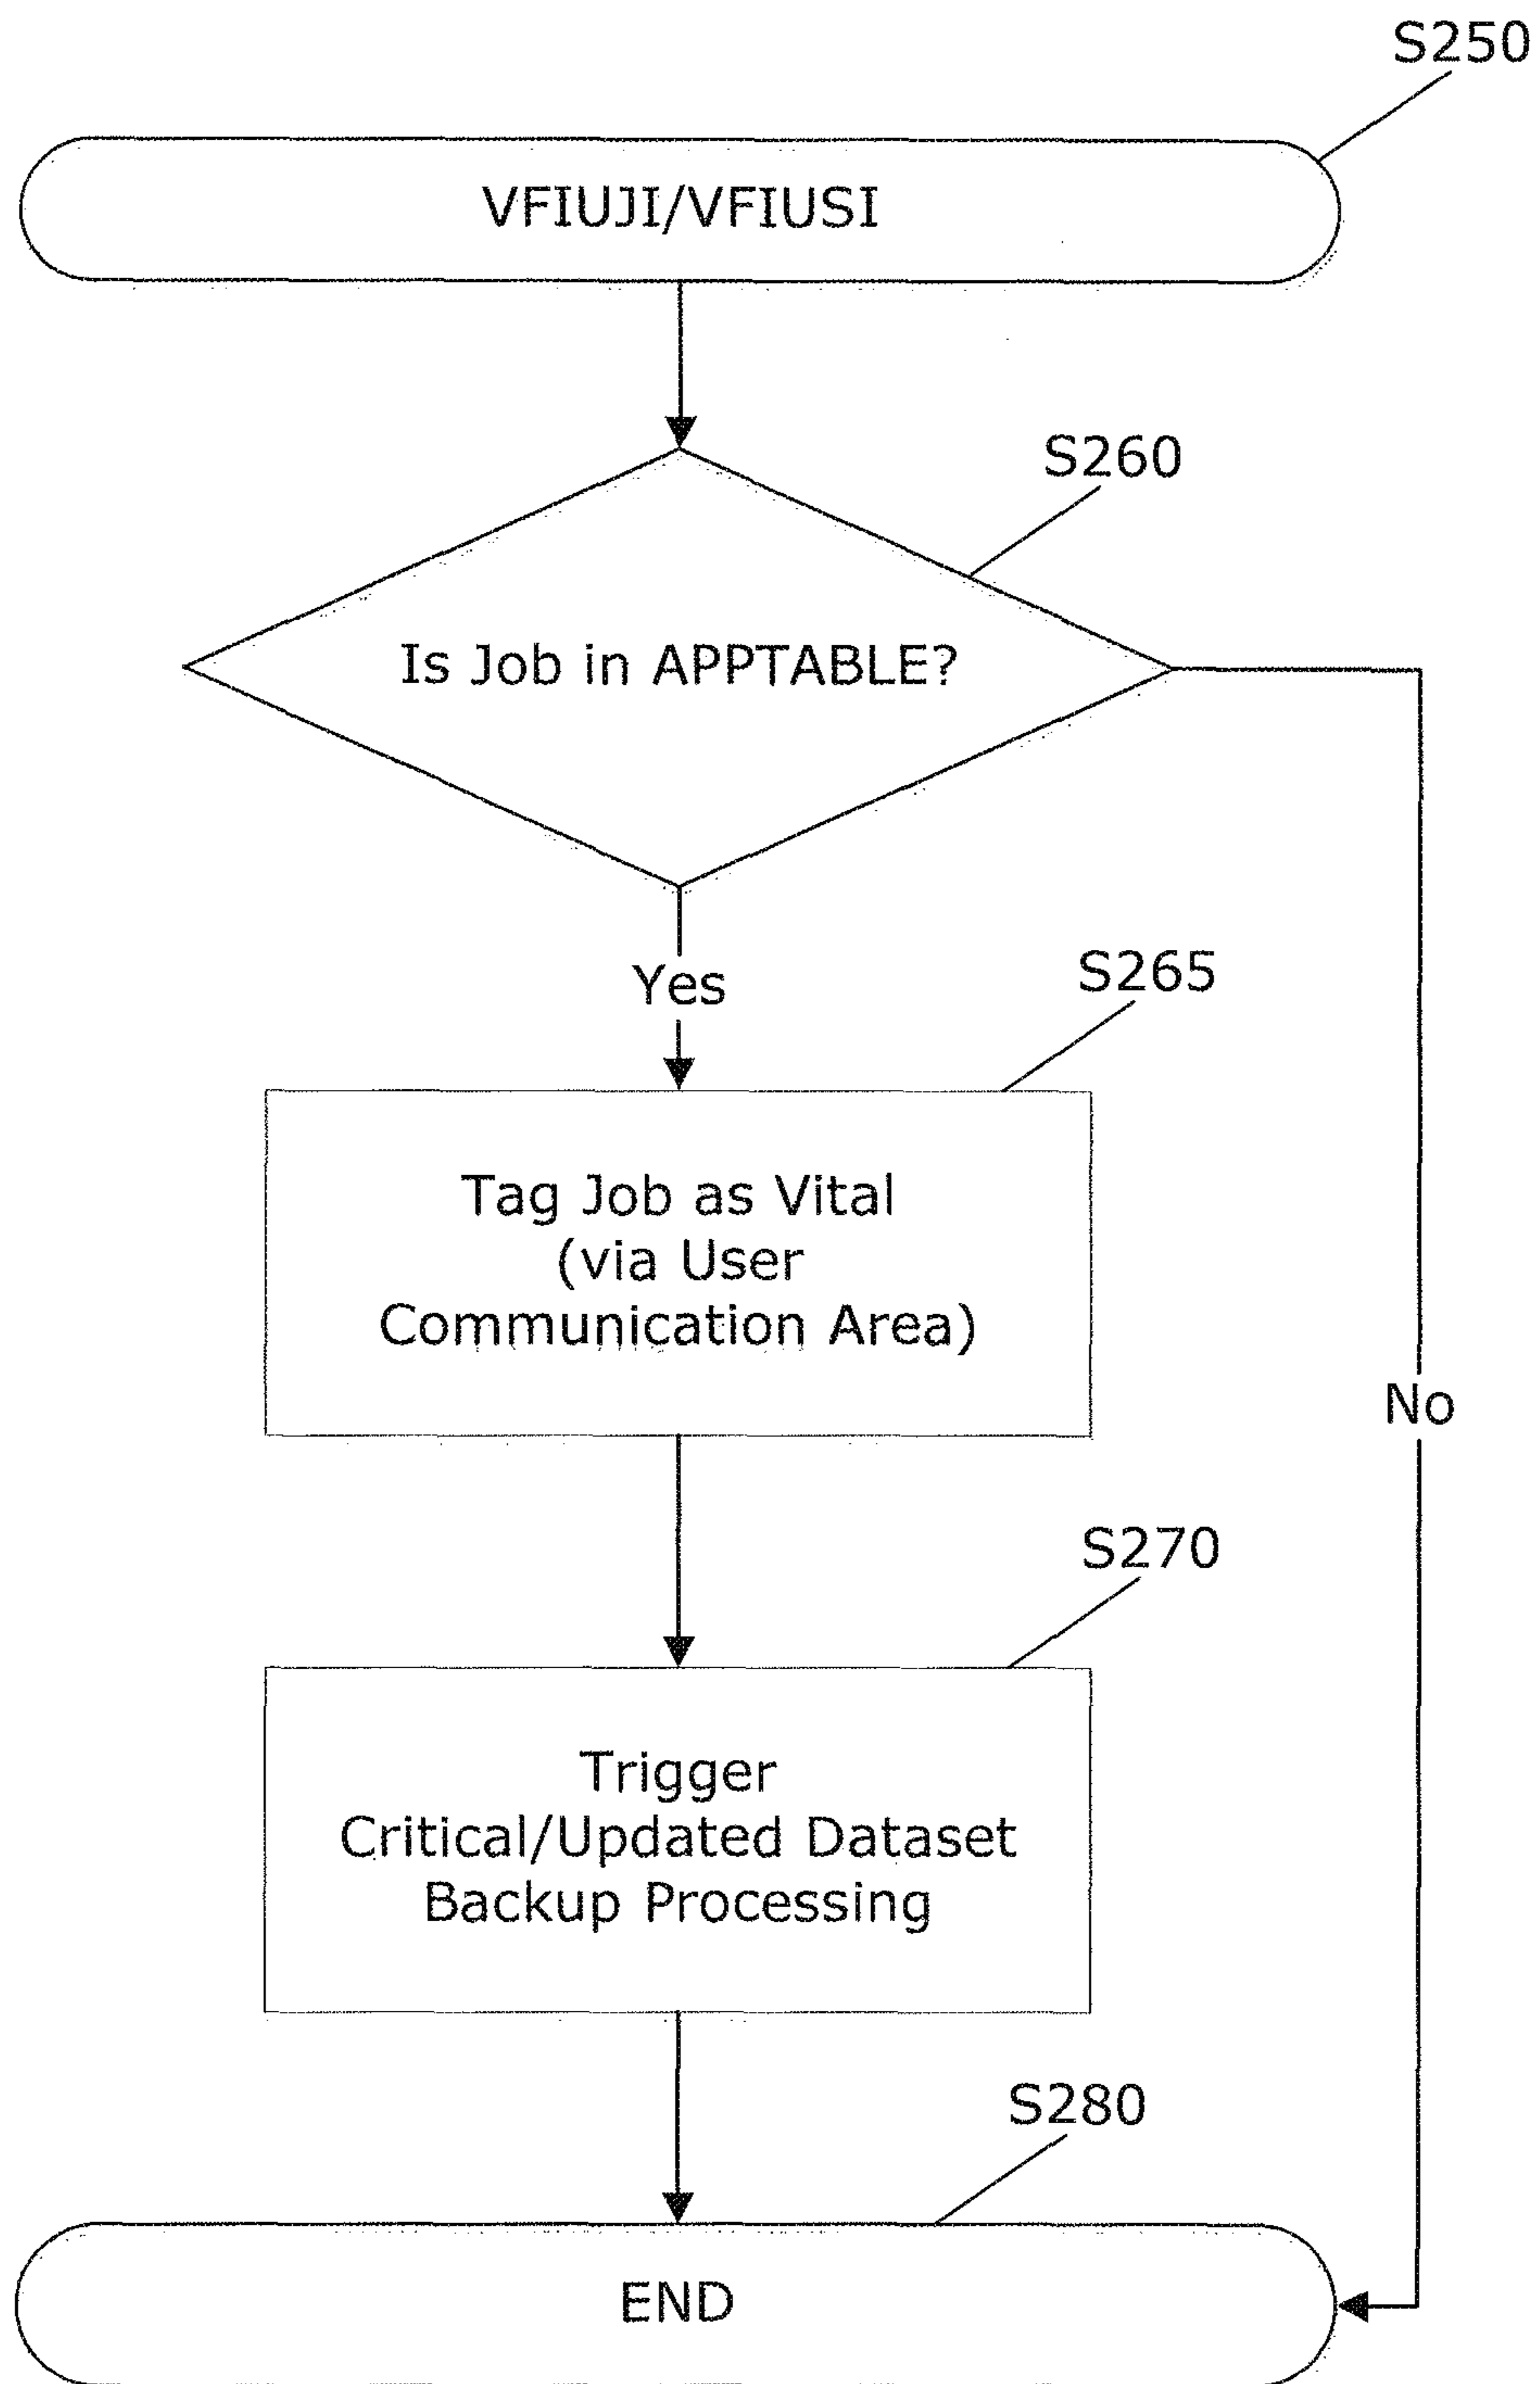 S250
VFIUJI/VFIUSI
S260
Is Job in APPTABLE?
Yes
S265
Tag Job as Vital
(via User
Communication Area)
No
S270
Trigger
Critical/Updated Dataset
Backup Processing
S280
END